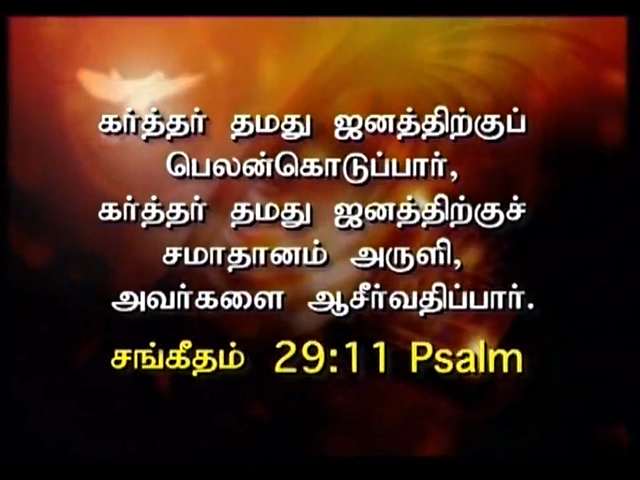 கர்த்தர் தமது ஜனத்திற்குப்
பெலன்கொடுப்பார்,
கர்த்தர் தமது ஜனத்திற்குச்
சமாதானம் அருளி,
அவர்களை ஆசீர்வதிப்பார்.
சங்கீதம் 29:11 Psalm